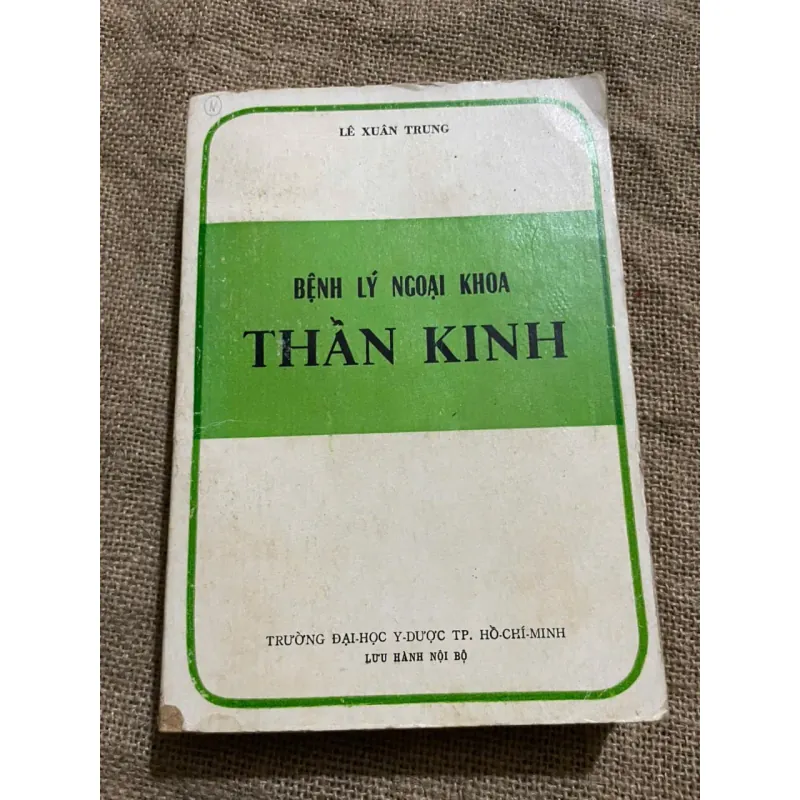 N
LÊ XUÂN TRUNG
BỆNH LÝ NGOẠI KHOA
THẦN KINH
TRƯỜNG ĐẠI-HỌC Y-DƯỢC TP. HỒ-CHÍ-MINH
LƯU HÀNH NỘI BỘ